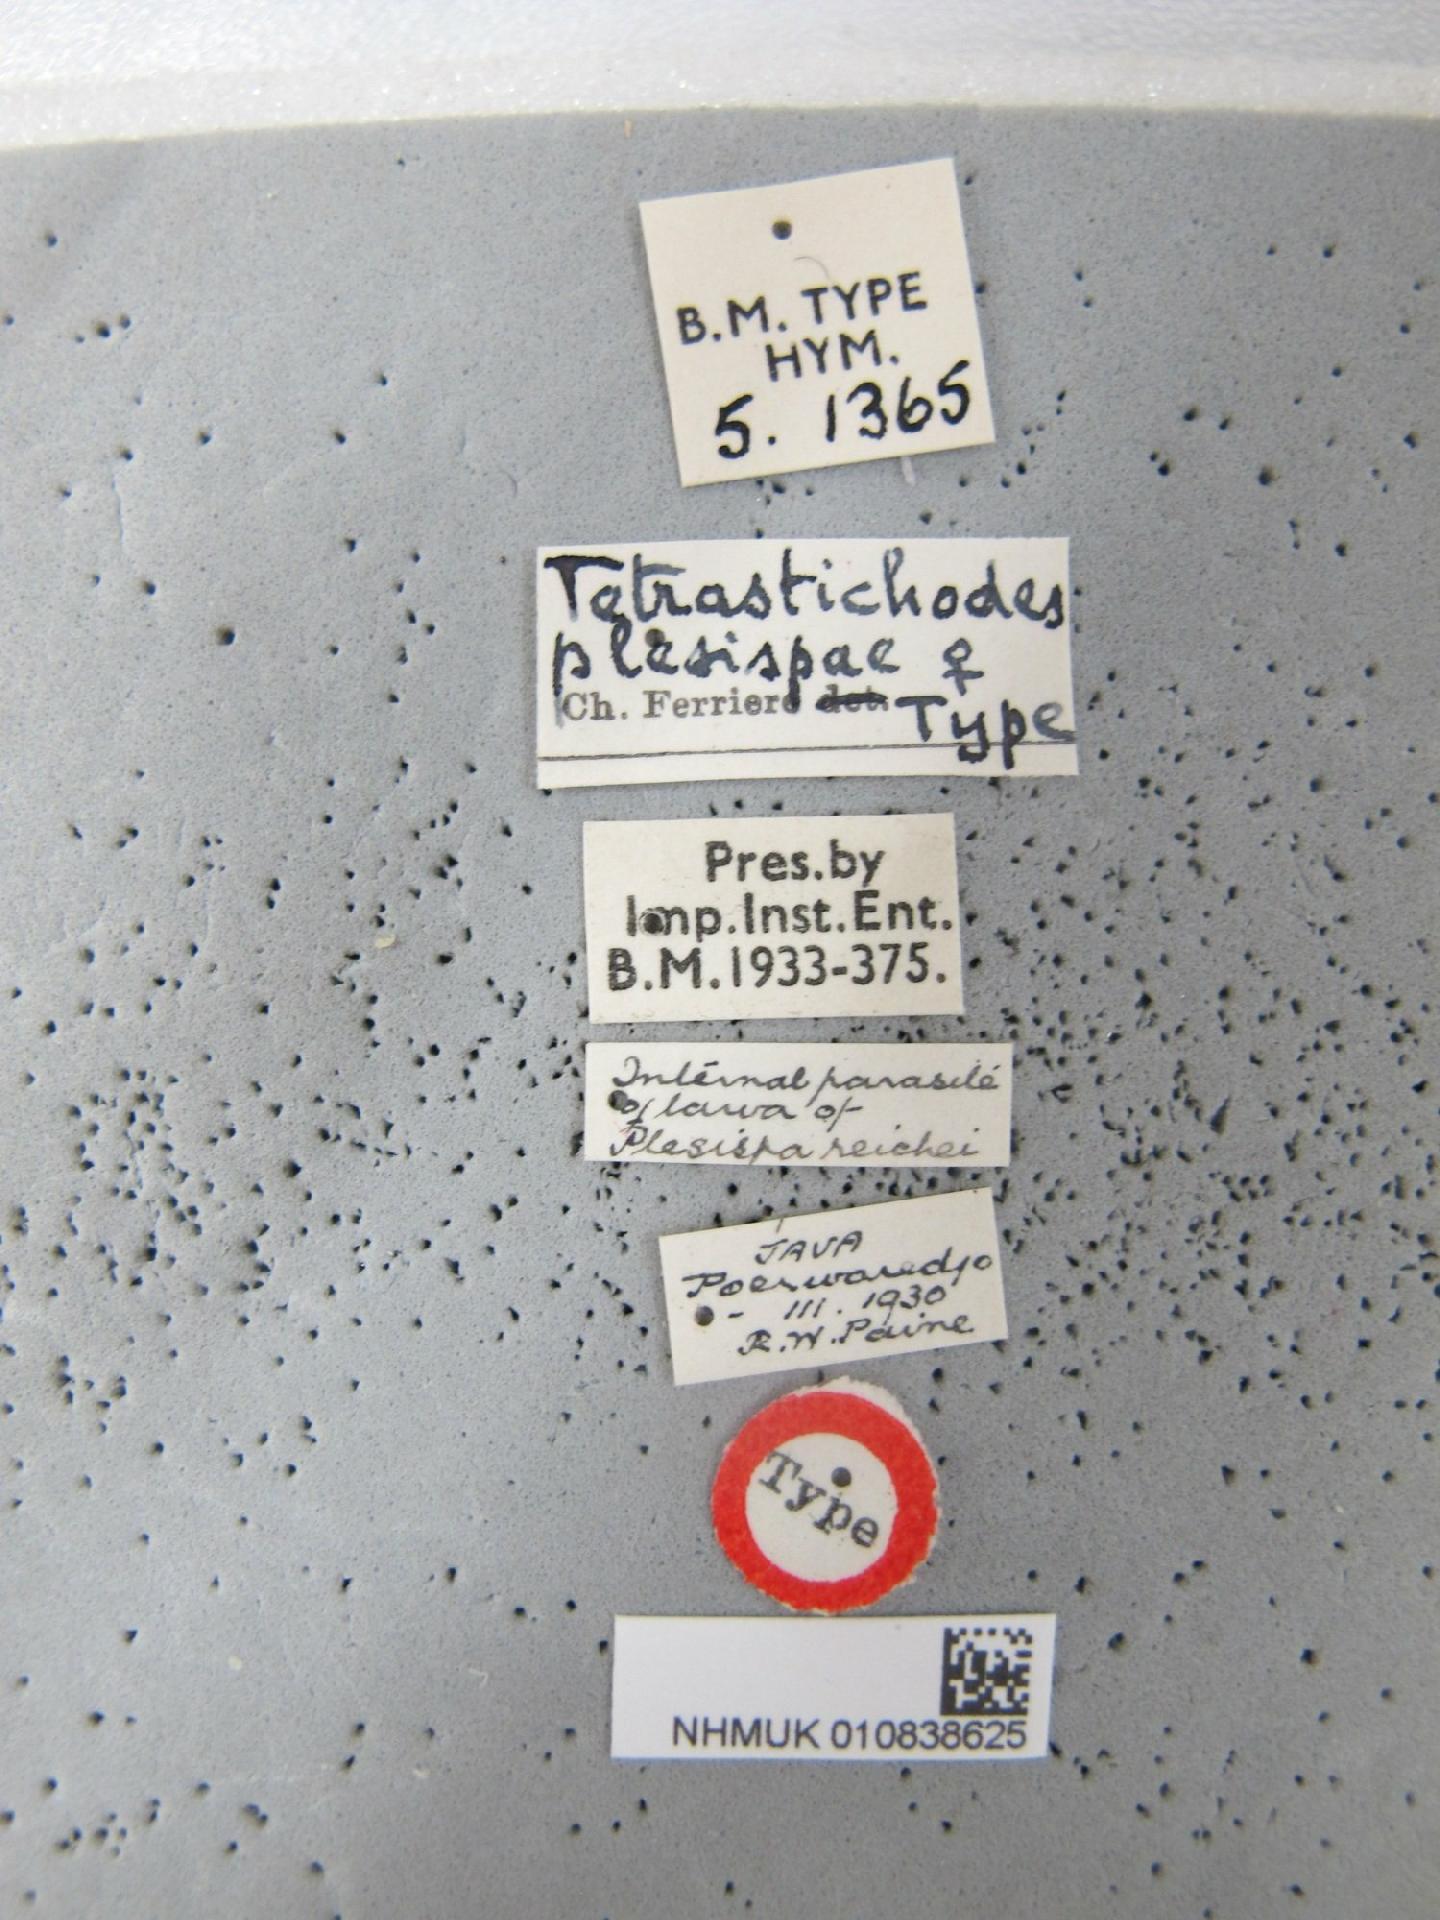 B.M. TYPE
HYM.
5. 1365
Tetrastichodes
plesispae ♀
Ch. Ferriere det. Type
Pres.by
Imp.Inst.Ent.
B.M.1933-375.
Internal parasite
of larva of
Plesispa reichei
JAVA
Poerworedjo
- III. 1930
R.W. Paine
Type
NHMUK 010838625